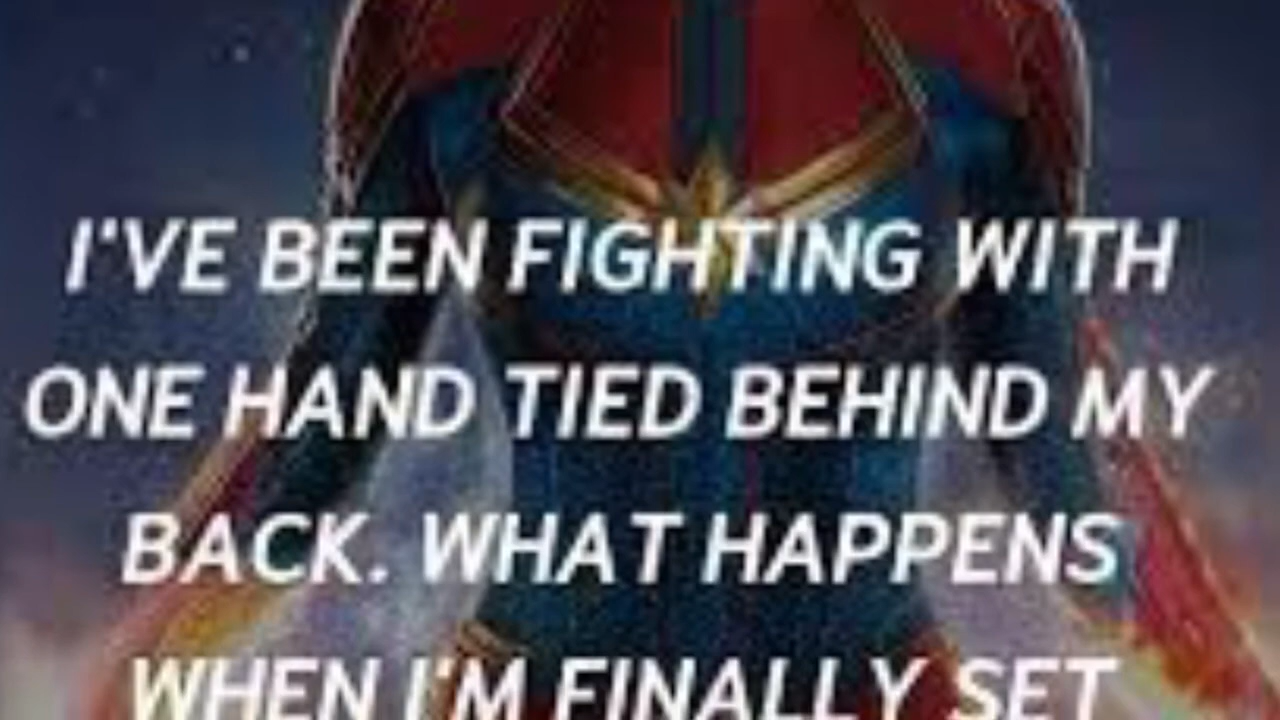 I'VE BEEN FIGHTING WITH
ONE HAND TIED BEHIND MY
BACK. WHAT HAPPENS
WHEN I'M FINALLY SET